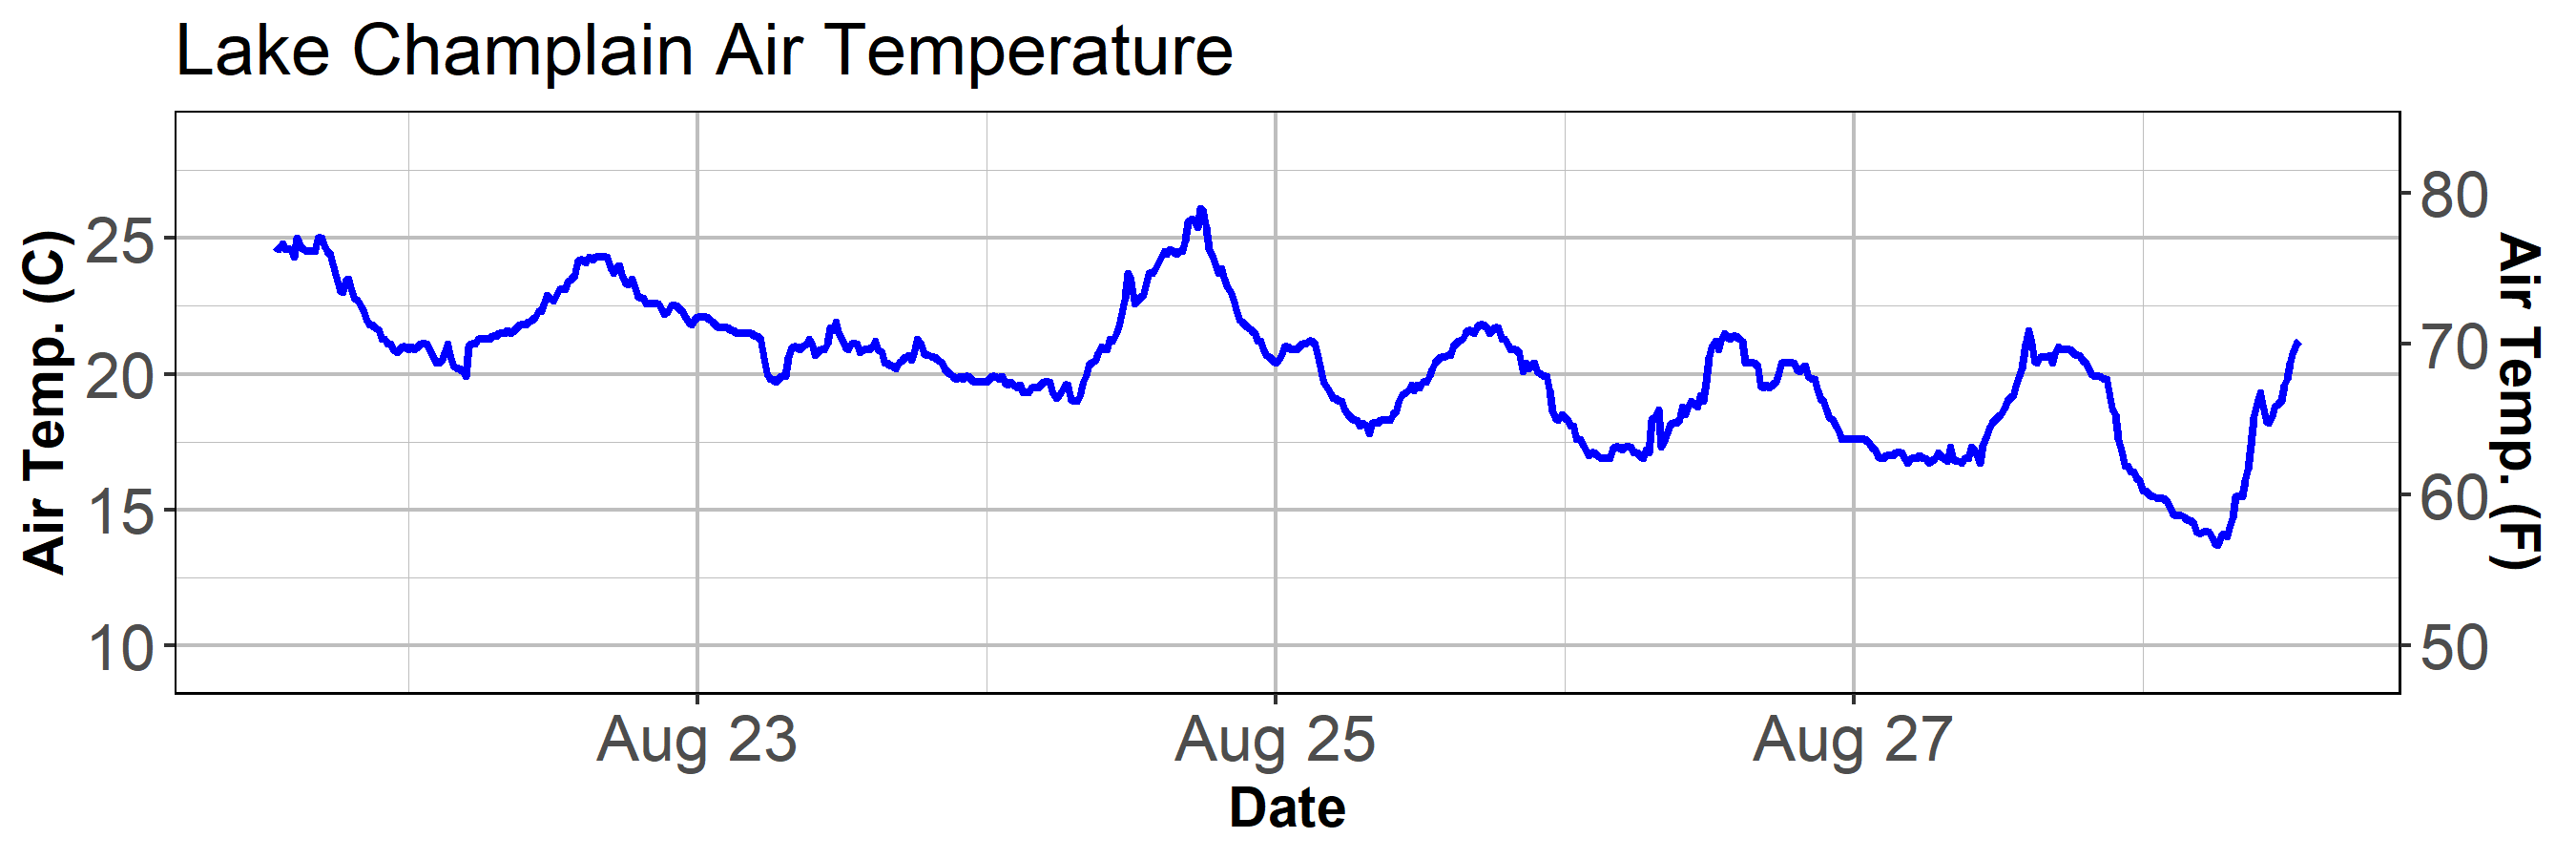 Lake Champlain Air Temperature
Air Temp. (C)
25
20
15
10
80
70
60
50
Air Temp. (F)
Aug 23
Aug 25
Aug 27
Date